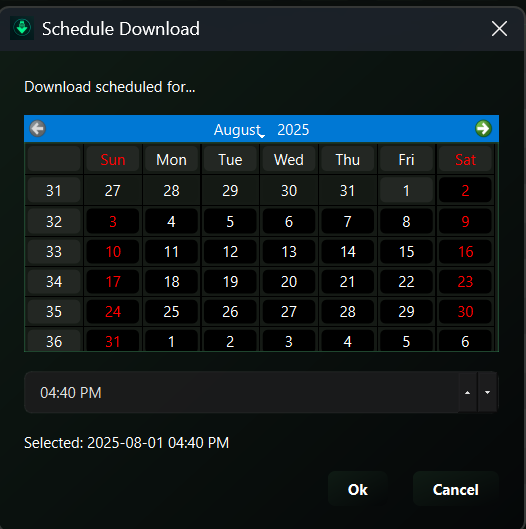 Schedule Download
Download scheduled for...
August 2025
Sun Mon Tue Wed Thu Fri Sat
31 27 28 29 30 31 1 2
32 3 4 5 6 7 8 9
33 10 11 12 13 14 15 16
34 17 18 19 20 21 22 23
35 24 25 26 27 28 29 30
36 31 1 2 3 4 5 6
04:40 PM
Selected: 2025-08-01 04:40 PM
Ok Cancel